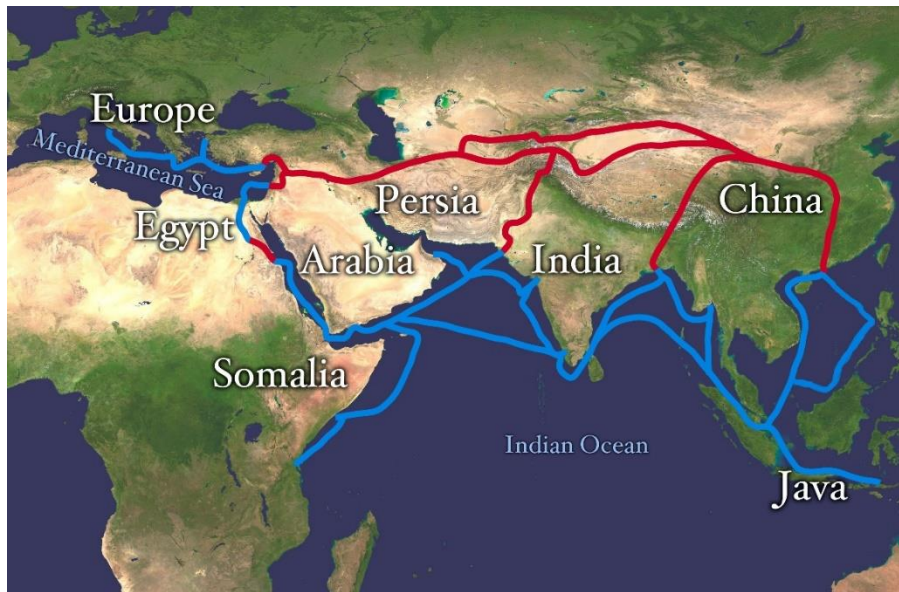 Europe
Mediterranean Sea
Egypt
Persia
Arabia
India
China
Somalia
Indian Ocean
Java